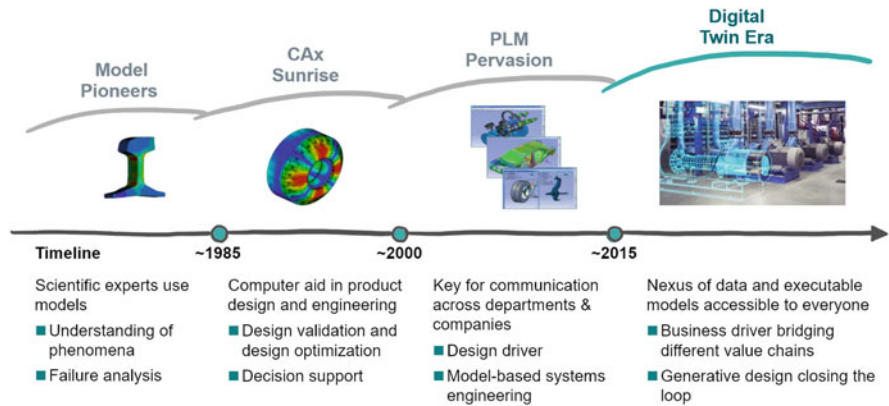 Model
Pioneers
CAx
Sunrise
PLM
Pervasion
Digital
Twin Era
Timeline
~1985
~2000
~2015
Scientific experts use
models
Understanding of
phenomena
Failure analysis
Computer aid in product
design and engineering
Design validation and
design optimization
Decision support
Key for communication
across departments &
companies
Design driver
Model-based systems
engineering
Nexus of data and executable
models accessible to everyone
Business driver bridging
different value chains
Generative design closing the
loop